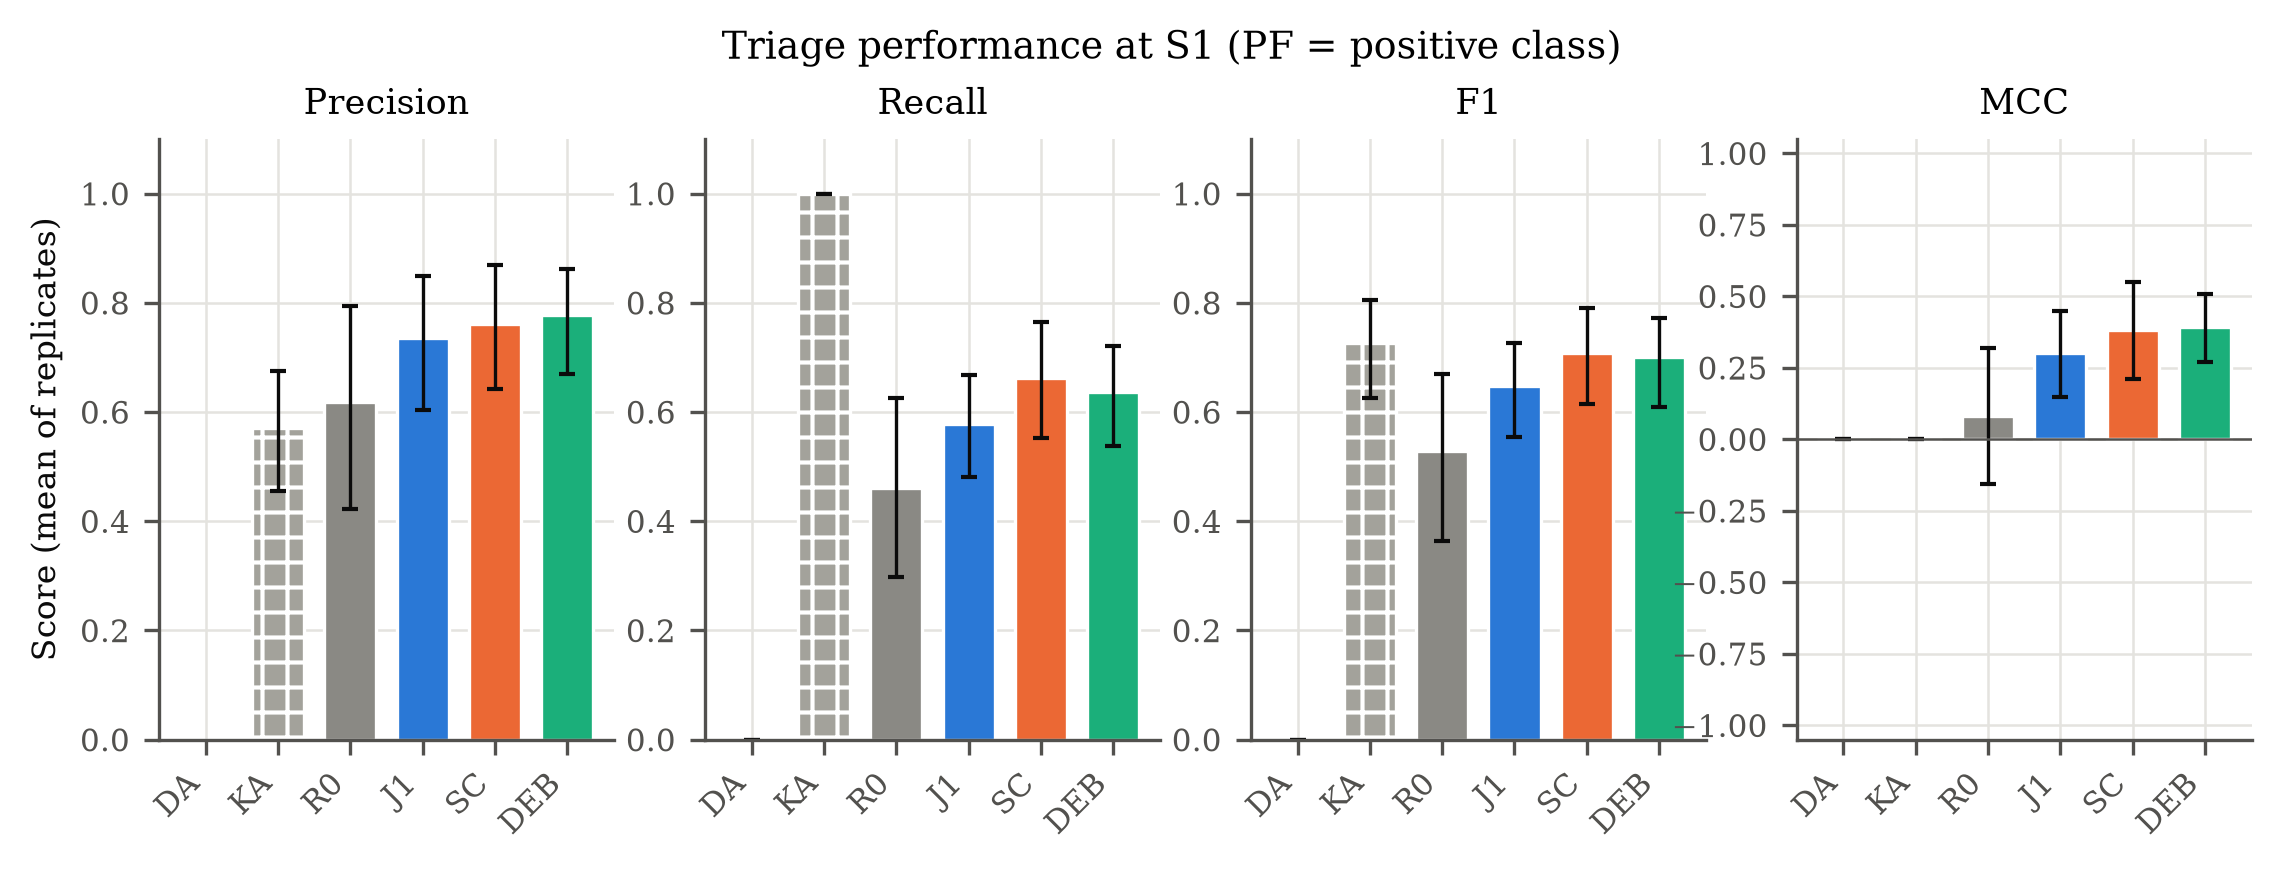 Triage performance at S1 (PF = positive class)
Precision
Recall
F1
MCC
Score (mean of replicates)
1.0
0.8
0.6
0.4
0.2
0.0
DA
KA
R0
J1
SC
DEB
1.0
0.8
0.6
0.4
0.2
0.0
DA
KA
R0
J1
SC
DEB
1.0
0.8
0.6
0.4
0.2
0.0
DA
KA
R0
J1
SC
DEB
1.00
0.75
0.50
0.25
0.00
−0.25
−0.50
−0.75
−1.00
DA
KA
R0
J1
SC
DEB